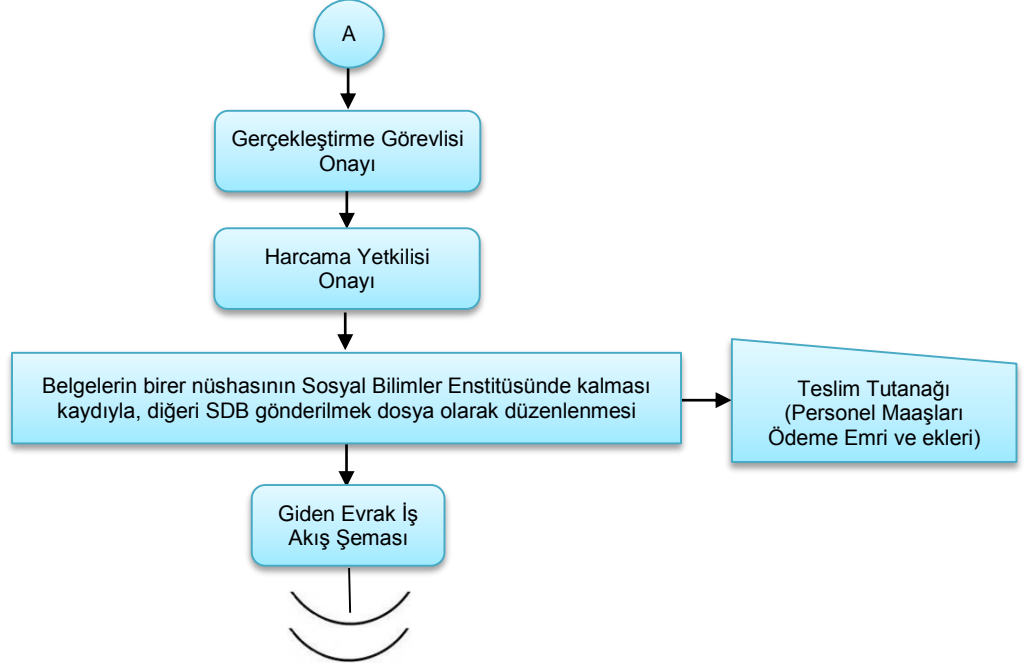 A
Gerçekleştirme Görevlisi
Onayı
Harcama Yetkilisi
Onayı
Belgelerin birer nüshasının Sosyal Bilimler Enstitüsünde kalması
kaydıyla, diğeri SDB gönderilmek dosya olarak düzenlenmesi
Teslim Tutanağı
(Personel Maaşları
Ödeme Emri ve ekleri)
Giden Evrak İş
Akış Şeması